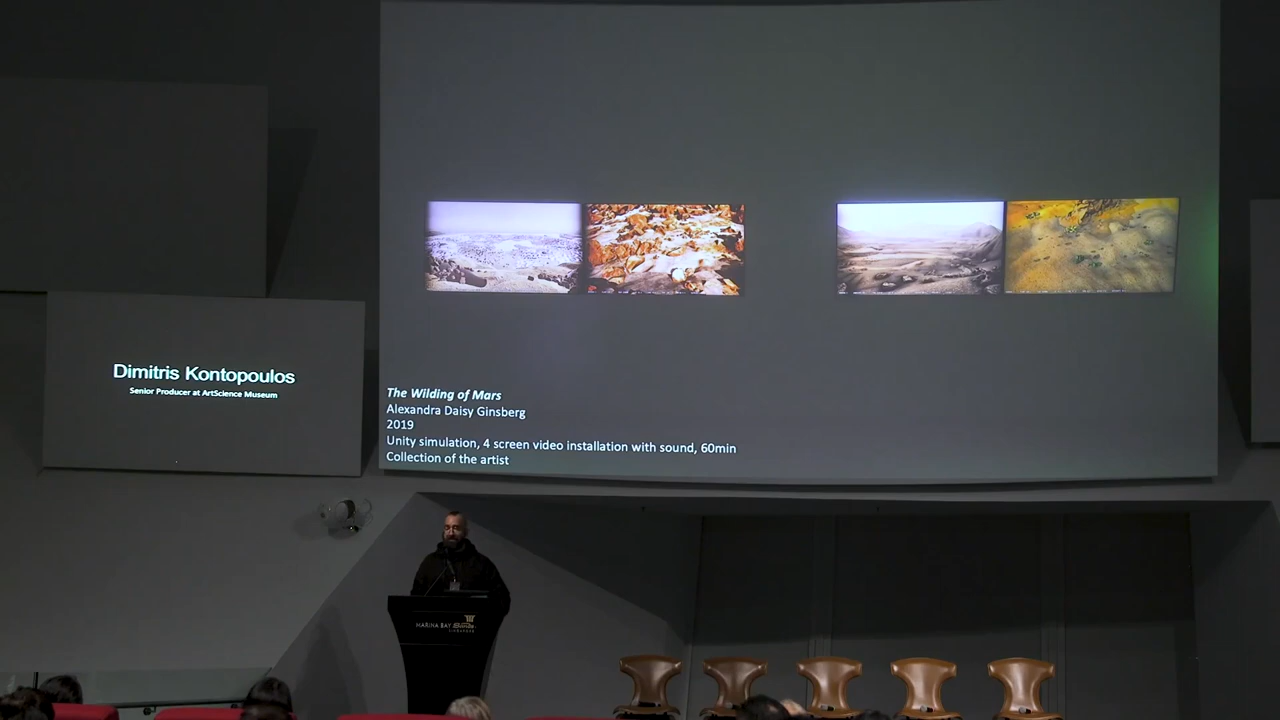 Dimitris Kontopoulos
Senior Producer at ArtScience Museum
The Wilding of Mars
Alexandra Daisy Ginsberg
2019
Unity simulation, 4 screen video installation with sound, 60min
Collection of the artist
MARINA BAY Sands
SINGAPORE